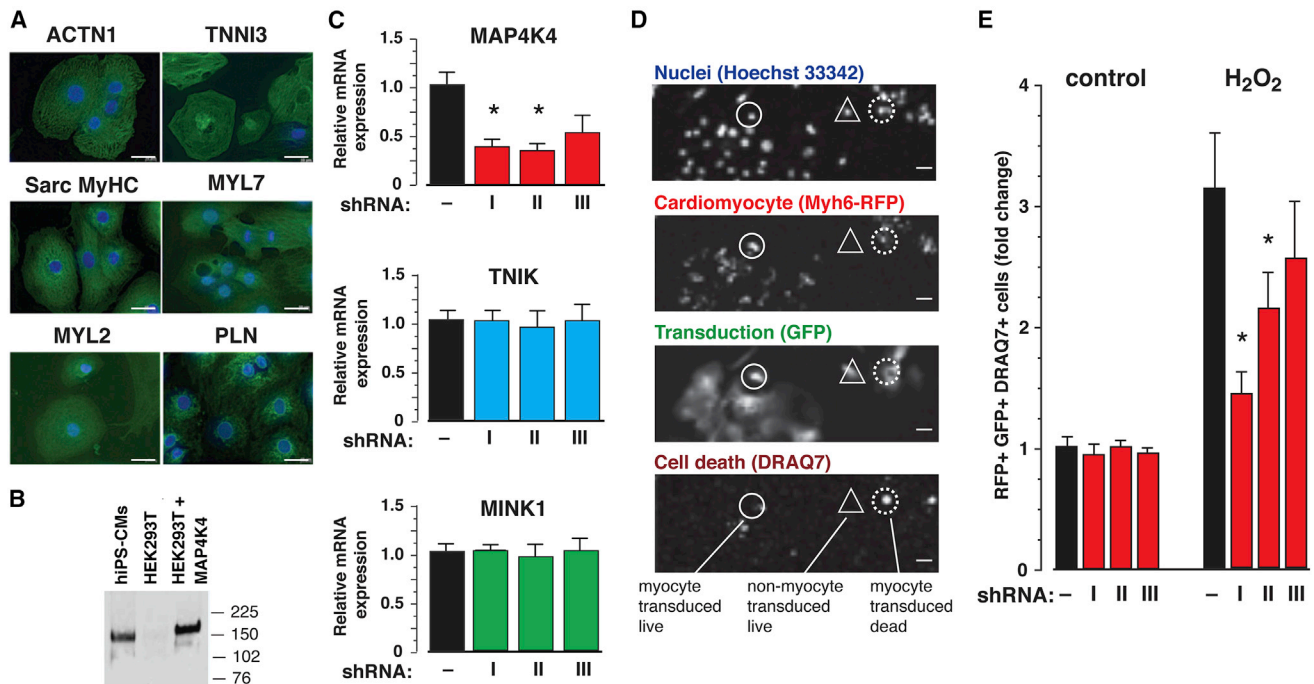 A
ACTN1
TNNI3
Sarc MyHC
MYL7
MYL2
PLN
B
hiPS-CMs
HEK293T
HEK293T +
MAP4K4
225
150
102
76
C
MAP4K4
Relative mRNA
expression
1.5
1.0
0.5
0
* *
shRNA: – I II III
TNIK
Relative mRNA
expression
1.5
1.0
0.5
0
shRNA: – I II III
MINK1
Relative mRNA
expression
1.5
1.0
0.5
0
shRNA: – I II III
D
Nuclei (Hoechst 33342)
Cardiomyocyte (Myh6-RFP)
Transduction (GFP)
Cell death (DRAQ7)
myocyte
transduced
live
non-myocyte
transduced
live
myocyte
transduced
dead
E
control
H₂O₂
RFP+ GFP+ DRAQ7+ cells (fold change)
4
3
2
1
0
*
*
shRNA: – I II III – I II III